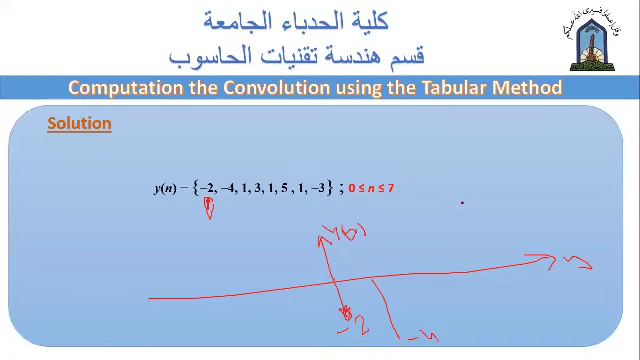 كلية الحدباء الجامعة
قسم هندسة تقنيات الحاسوب
Computation the Convolution using the Tabular Method
Solution
y(n) = {−2, −4, 1, 3, 1, 5 , 1, −3} ; 0 ≤ n ≤ 7
y(n)
n
−2
−4